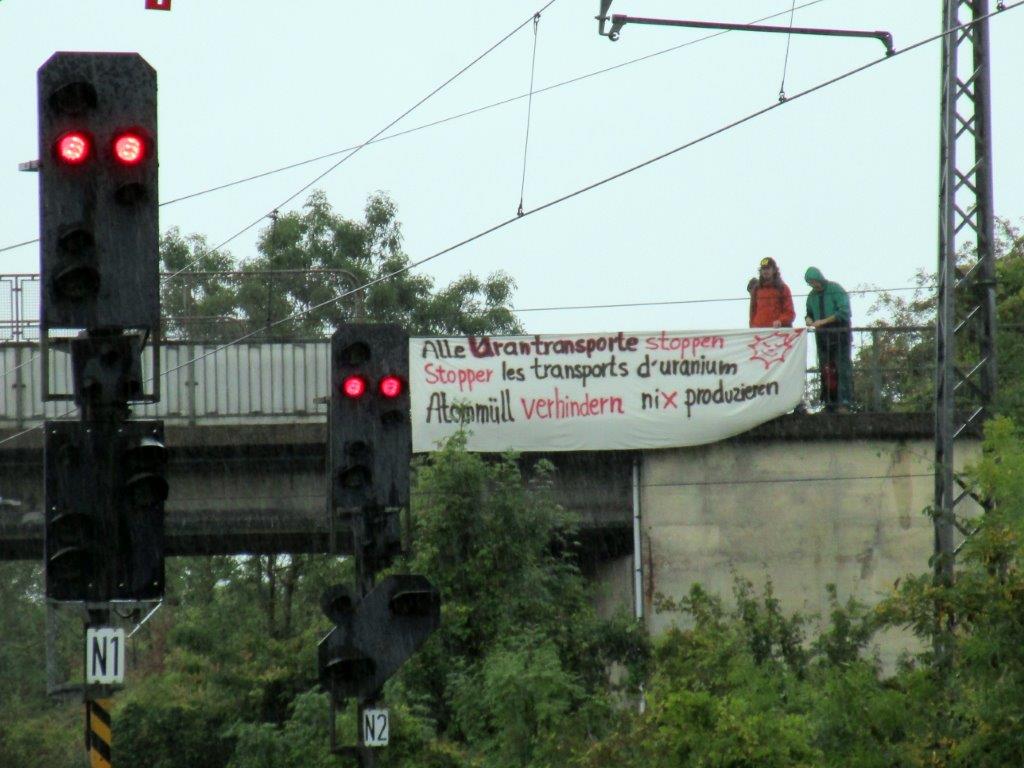 Alle Urantransporte stoppen
Stopper les transports d'uranium
Atommüll verhindern nix produzieren
N1
N2